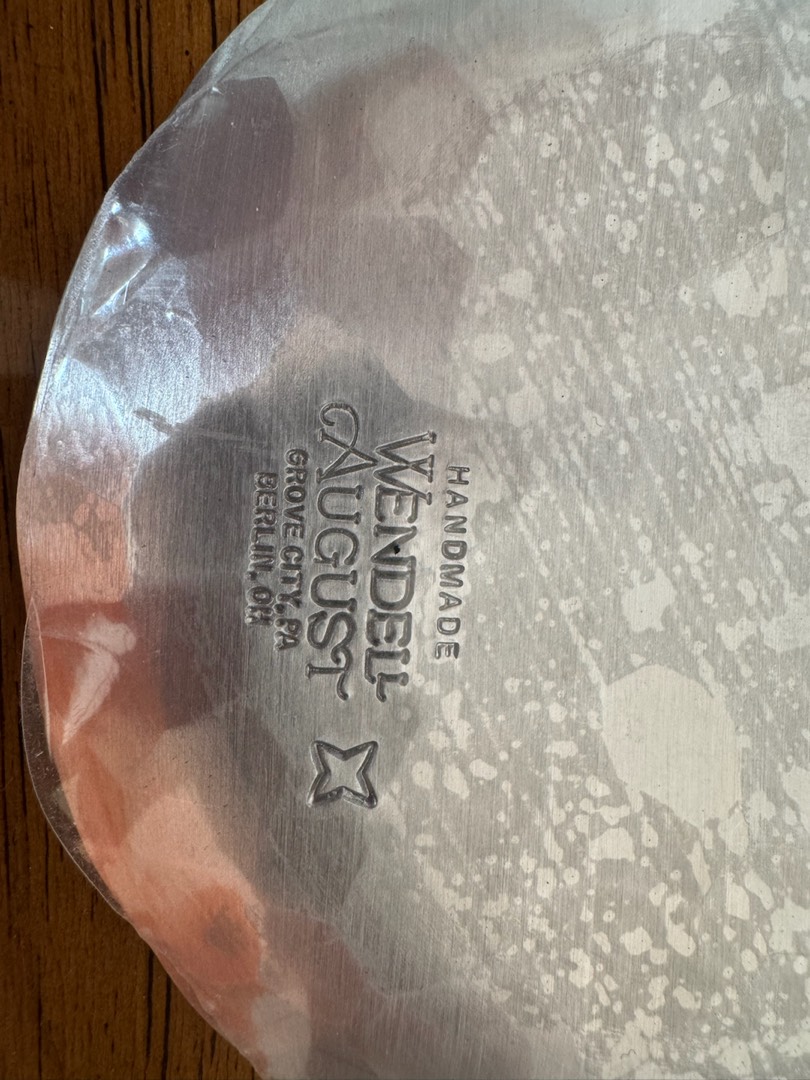 HANDMADE
WENDELL
AUGUST
GROVE CITY, PA
BERLIN, OH